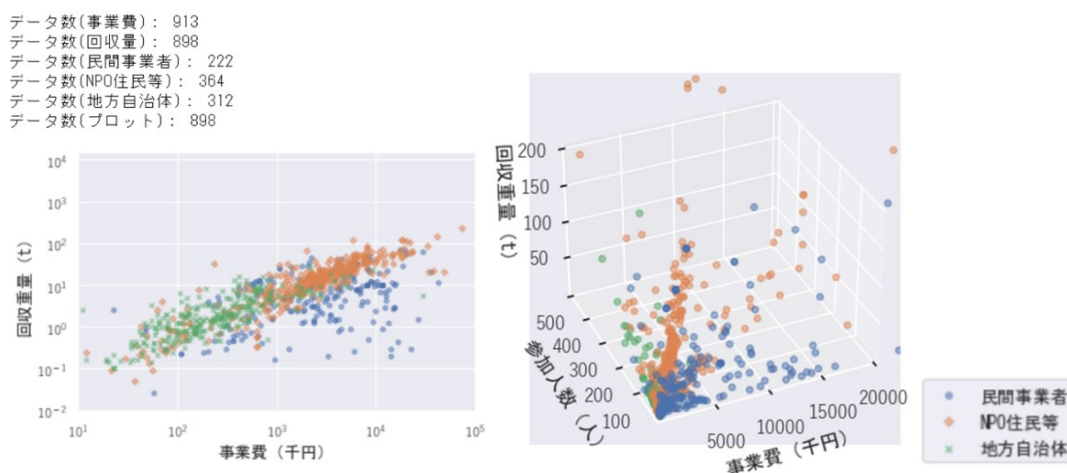 データ数(事業費): 913
データ数(回収量): 898
データ数(民間事業者): 222
データ数(NPO住民等): 364
データ数(地方自治体): 312
データ数(プロット): 898
10⁴
10³
10²
10¹
10⁰
10⁻¹
10⁻²
回収重量 (t)
10¹ 10² 10³ 10⁴ 10⁵
事業費 (千円)
回収重量 (t)
200
150
100
50
500
400
300
200
100
参加人数 (人)
5000
10000
15000
20000
事業費 (千円)
民間事業者
NPO住民等
地方自治体